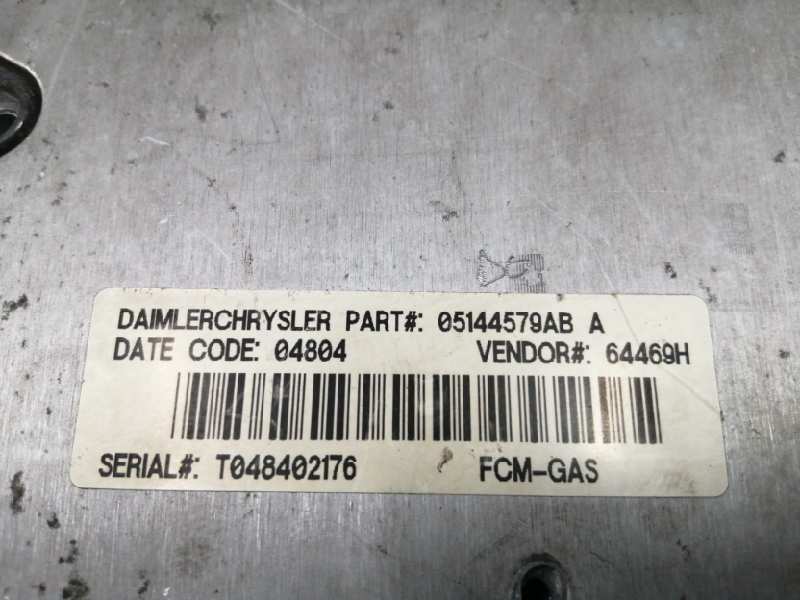 DAIMLERCHRYSLER PART#: 05144579AB A
DATE CODE: 04804 VENDOR#: 64469H
SERIAL#: T048402176 FCM-GAS